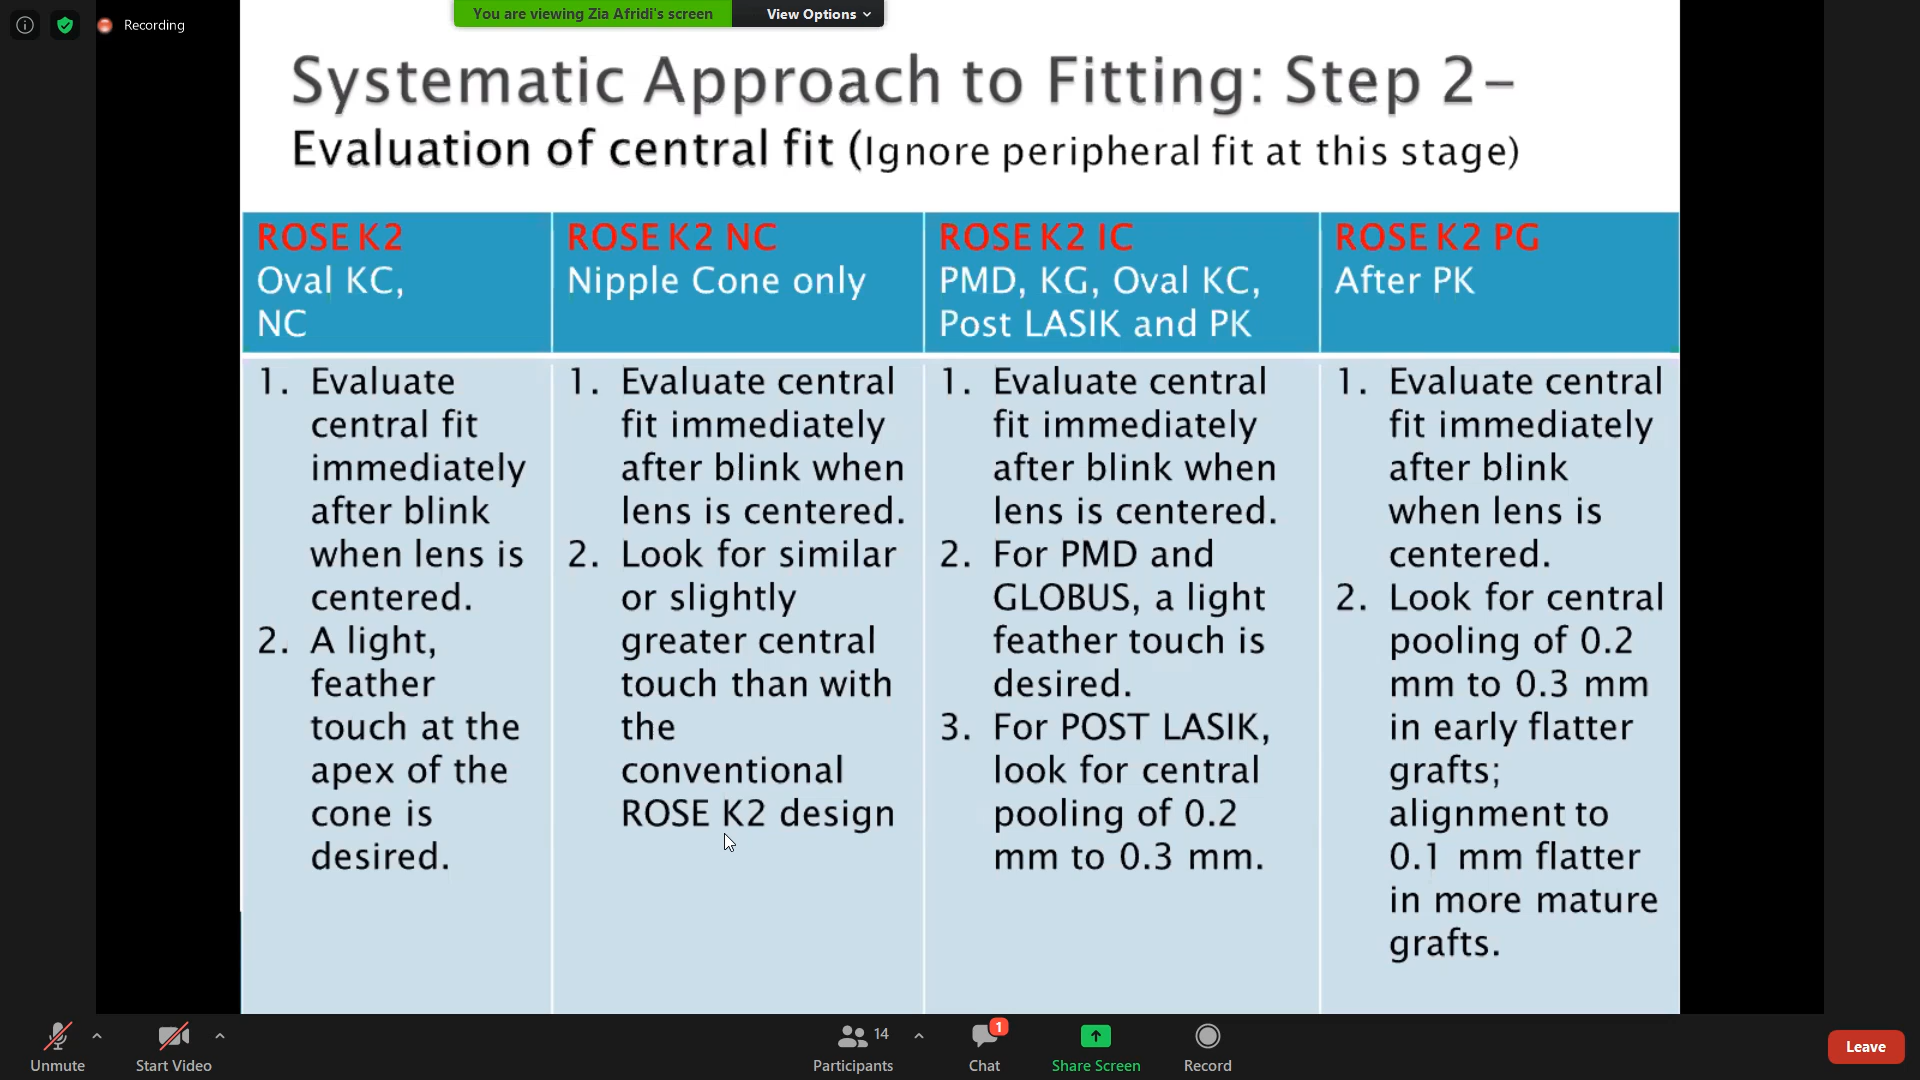 Recording
You are viewing Zia Afridi's screen
View Options
Systematic Approach to Fitting: Step 2-
Evaluation of central fit (Ignore peripheral fit at this stage)
ROSE K2
Oval KC,
NC
ROSE K2 NC
Nipple Cone only
ROSE K2 IC
PMD, KG, Oval KC,
Post LASIK and PK
ROSE K2 PG
After PK
1. Evaluate
central fit
immediately
after blink
when lens is
centered.
2. A light,
feather
touch at the
apex of the
cone is
desired.
1. Evaluate central
fit immediately
after blink when
lens is centered.
2. Look for similar
or slightly
greater central
touch than with
the
conventional
ROSE K2 design
1. Evaluate central
fit immediately
after blink when
lens is centered.
2. For PMD and
GLOBUS, a light
feather touch is
desired.
3. For POST LASIK,
look for central
pooling of 0.2
mm to 0.3 mm.
1. Evaluate central
fit immediately
after blink
when lens is
centered.
2. Look for central
pooling of 0.2
mm to 0.3 mm
in early flatter
grafts;
alignment to
0.1 mm flatter
in more mature
grafts.
Unmute
Start Video
14
Participants
1
Chat
Share Screen
Record
Leave